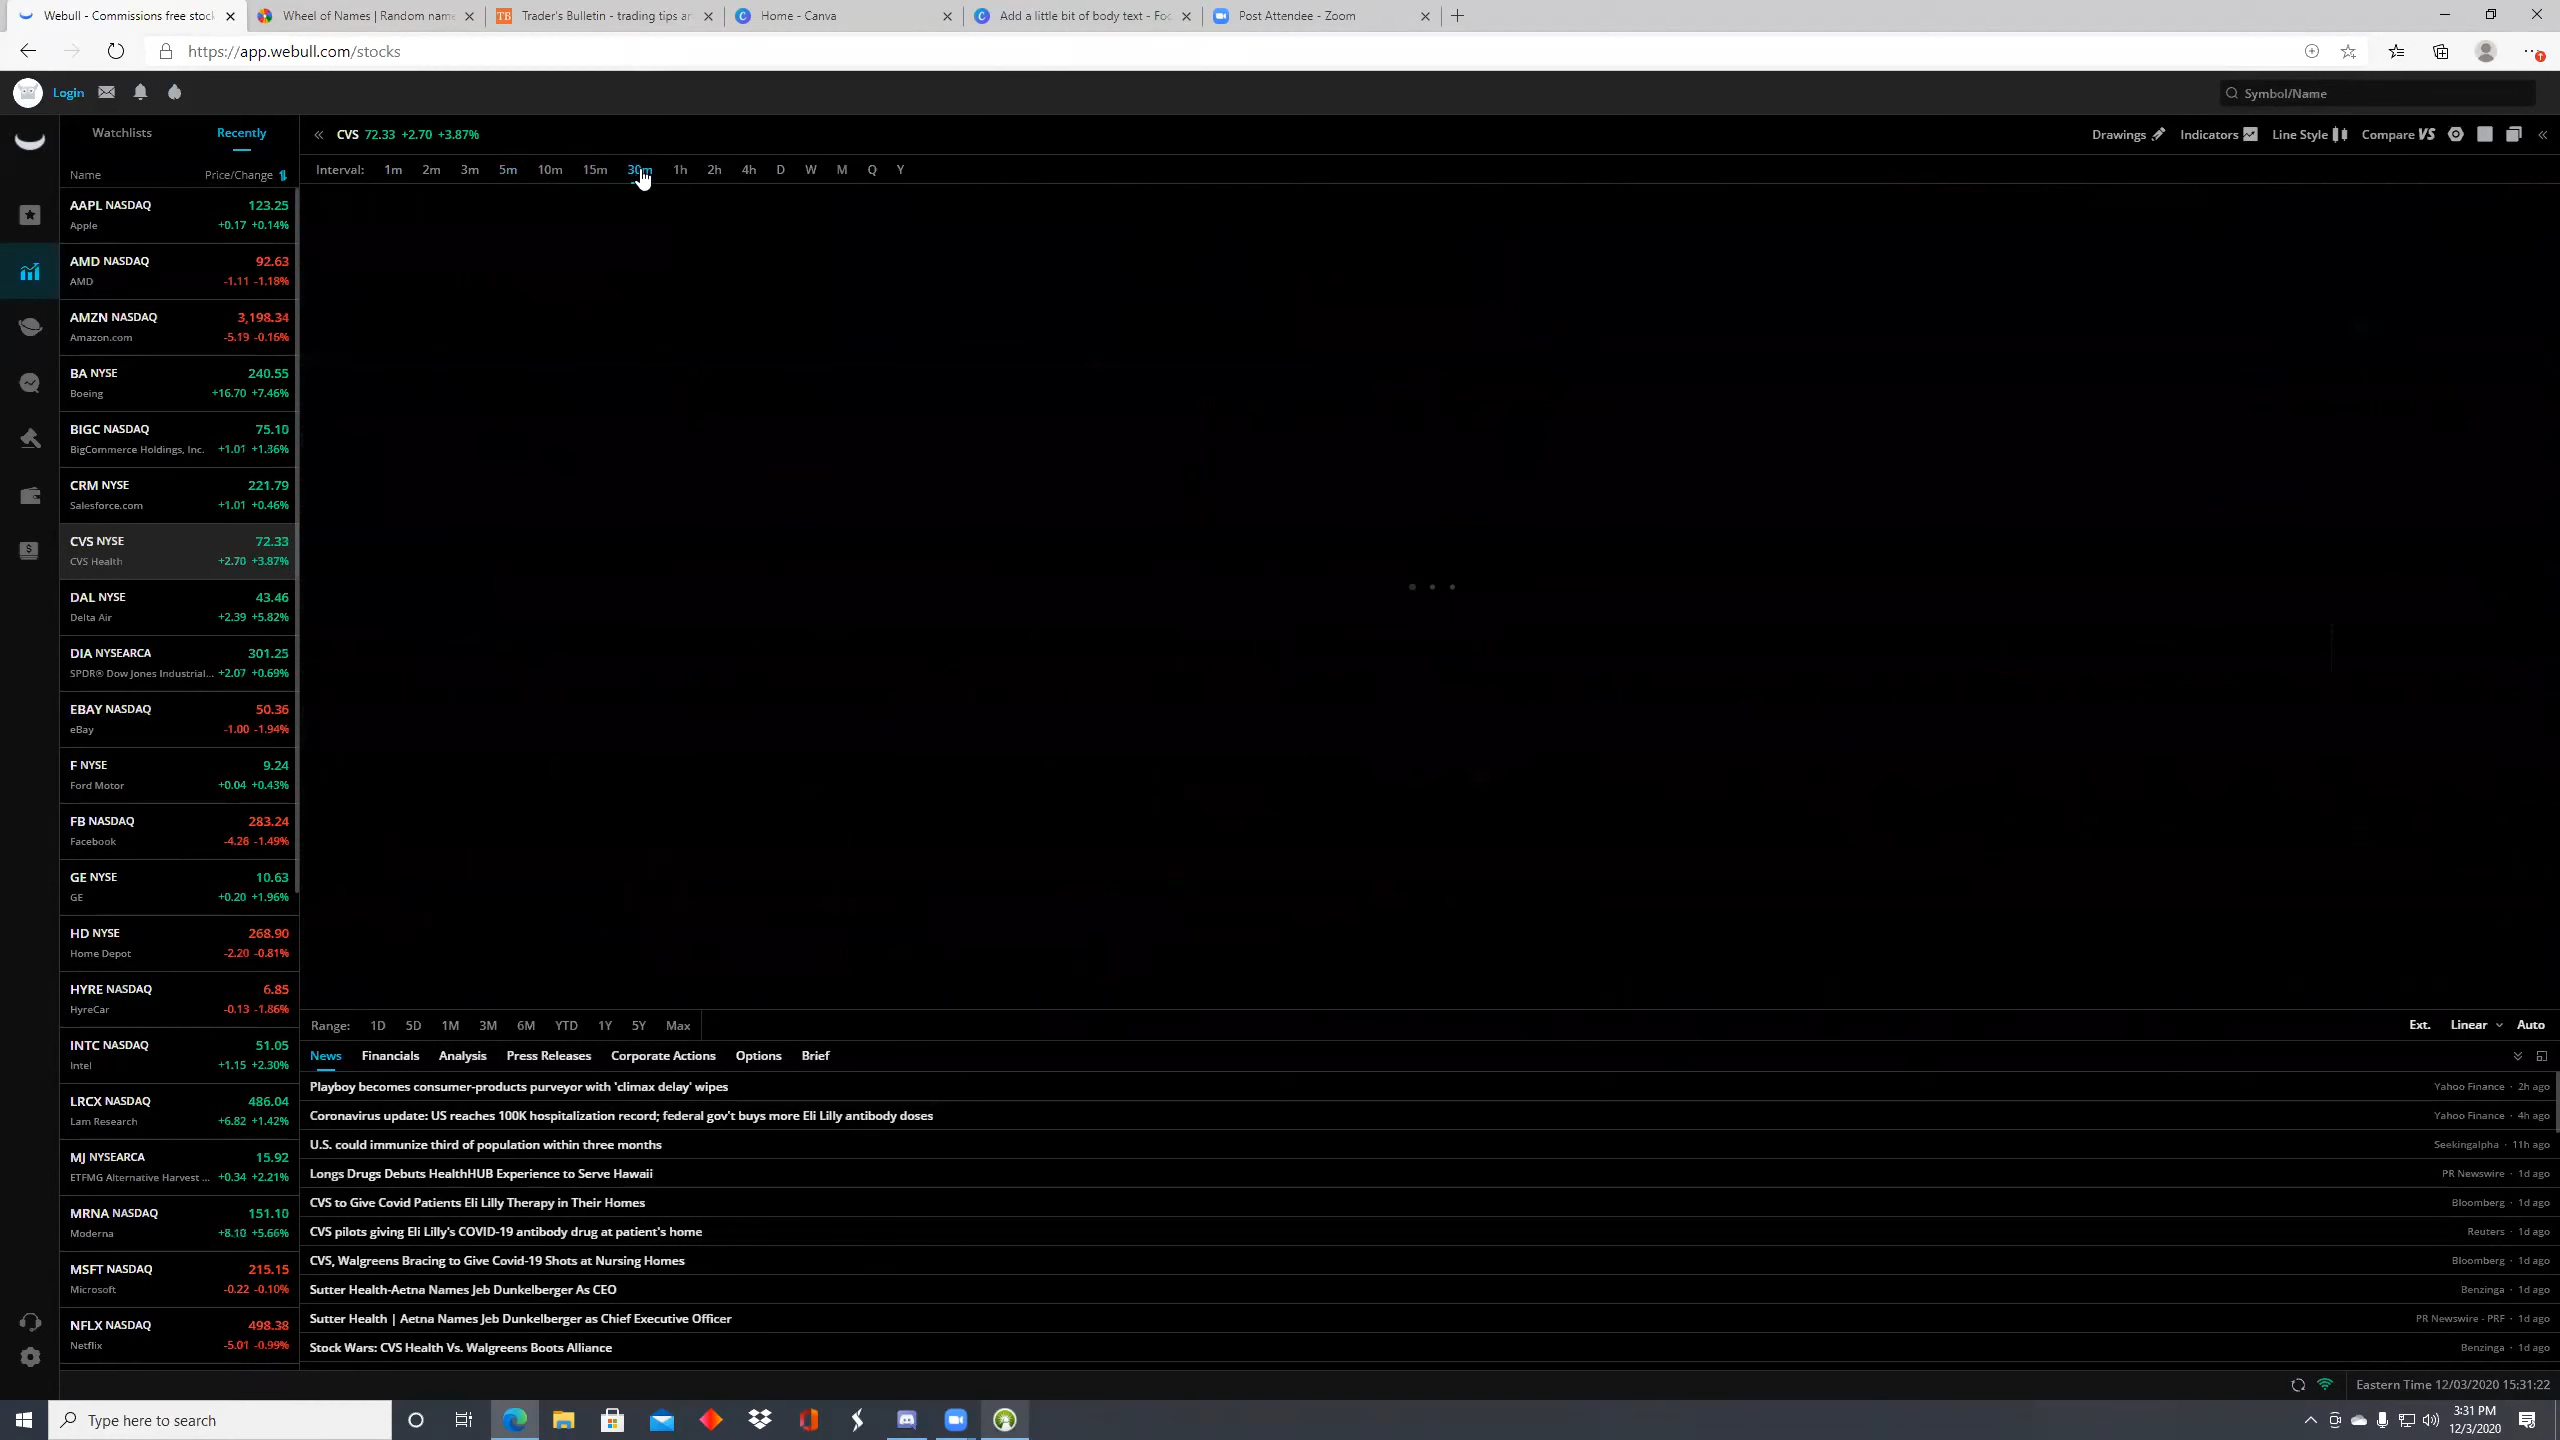 Webull - Commissions free stock
Wheel of Names | Random name
TB
Trader's Bulletin - trading tips ar
Home - Canva
Add a little bit of body text - Foo
Post Attendee - Zoom
https://app.webull.com/stocks
Login
Symbol/Name
Watchlists Recently
CVS 72.33 +2.70 +3.87%
Drawings Indicators Line Style Compare VS
Interval: 1m 2m 3m 5m 10m 15m 30m 1h 2h 4h D W M Q Y
Name Price/Change
AAPL NASDAQ 123.25
Apple +0.17 +0.14%
AMD NASDAQ 92.63
AMD -1.11 -1.18%
AMZN NASDAQ 3,198.34
Amazon.com -5.19 -0.16%
BA NYSE 240.55
Boeing +16.70 +7.46%
BIGC NASDAQ 75.10
BigCommerce Holdings, Inc. +1.01 +1.36%
CRM NYSE 221.79
Salesforce.com +1.01 +0.46%
CVS NYSE 72.33
CVS Health +2.70 +3.87%
DAL NYSE 43.46
Delta Air +2.39 +5.82%
DIA NYSEARCA 301.25
SPDR® Dow Jones Industrial... +2.07 +0.69%
EBAY NASDAQ 50.36
eBay -1.00 -1.94%
F NYSE 9.24
Ford Motor +0.04 +0.43%
FB NASDAQ 283.24
Facebook -4.28 -1.49%
GE NYSE 10.63
GE +0.20 +1.96%
HD NYSE 268.90
Home Depot -2.20 -0.81%
HYRE NASDAQ 6.85
HyreCar -0.13 -1.86%
INTC NASDAQ 51.05
Intel +1.15 +2.30%
LRCX NASDAQ 486.04
Lam Research +6.82 +1.42%
MJ NYSEARCA 15.92
ETFMG Alternative Harvest ... +0.34 +2.21%
MRNA NASDAQ 151.10
Moderna +8.10 +5.66%
MSFT NASDAQ 215.15
Microsoft -0.22 -0.10%
NFLX NASDAQ 498.38
Netflix -5.01 -0.99%
Range: 1D 5D 1M 3M 6M YTD 1Y 5Y Max
Ext. Linear Auto
News Financials Analysis Press Releases Corporate Actions Options Brief
Playboy becomes consumer-products purveyor with 'climax delay' wipes Yahoo Finance · 2h ago
Coronavirus update: US reaches 100K hospitalization record; federal gov't buys more Eli Lilly antibody doses Yahoo Finance · 4h ago
U.S. could immunize third of population within three months Seekingalpha · 11h ago
Longs Drugs Debuts HealthHUB Experience to Serve Hawaii PR Newswire · 1d ago
CVS to Give Covid Patients Eli Lilly Therapy in Their Homes Bloomberg · 1d ago
CVS pilots giving Eli Lilly's COVID-19 antibody drug at patient's home Reuters · 1d ago
CVS, Walgreens Bracing to Give Covid-19 Shots at Nursing Homes Bloomberg · 1d ago
Sutter Health-Aetna Names Jeb Dunkelberger As CEO Benzinga · 1d ago
Sutter Health | Aetna Names Jeb Dunkelberger as Chief Executive Officer PR Newswire - PRF · 1d ago
Stock Wars: CVS Health Vs. Walgreens Boots Alliance Benzinga · 1d ago
Eastern Time 12/03/2020 15:31:22
Type here to search
3:31 PM
12/3/2020